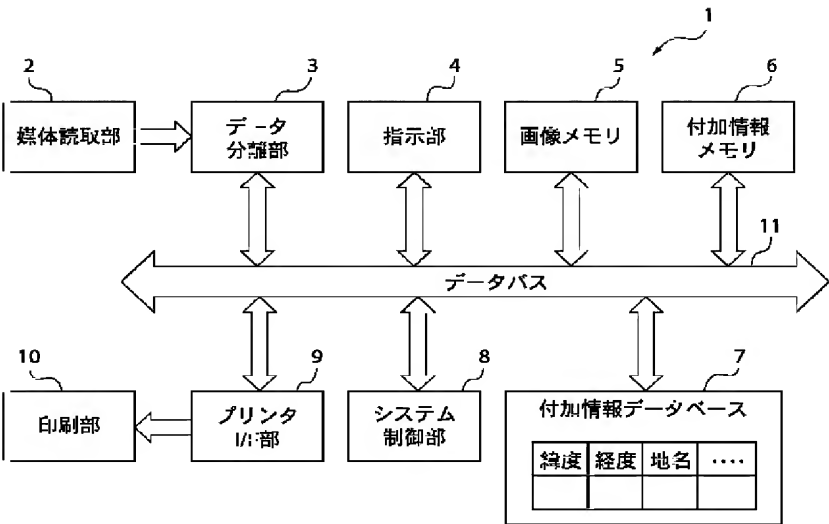 1
2
3
4
5
6
媒体読取部
データ
分離部
指示部
画像メモリ
付加情報
メモリ
11
データバス
10
9
8
7
印刷部
プリンタ
I/F部
システム
制御部
付加情報データベース
緯度 経度 地名 ‥‥